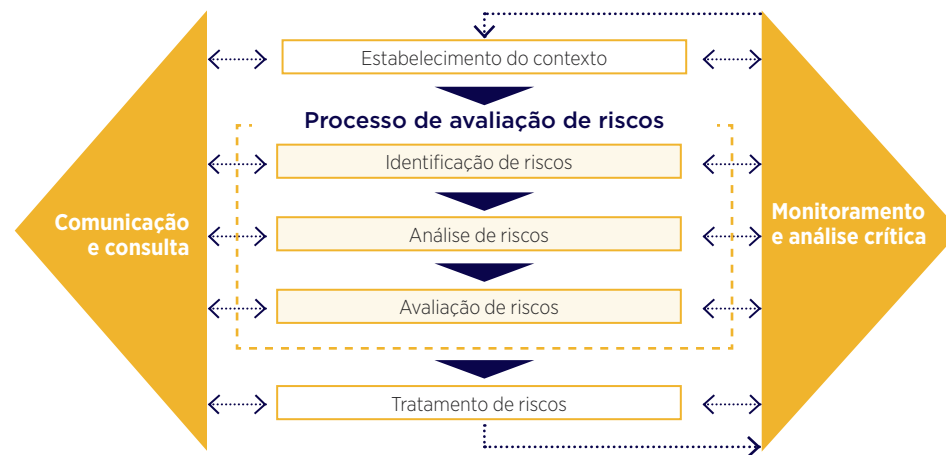 Estabelecimento do contexto
Processo de avaliação de riscos
Identificação de riscos
Comunicação
e consulta
Análise de riscos
Monitoramento
e análise crítica
Avaliação de riscos
Tratamento de riscos